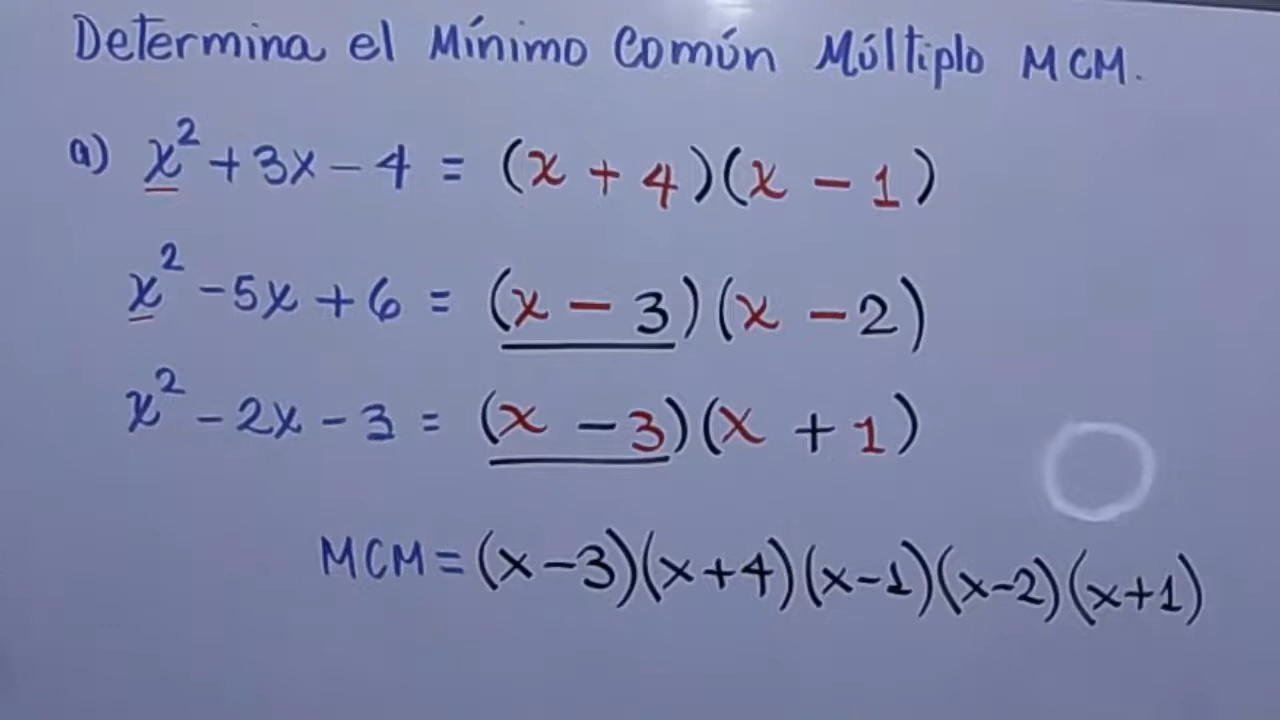 Determina el Mínimo Común Múltiplo MCM.
a) x² + 3x - 4 = (x + 4)(x - 1)
x² - 5x + 6 = (x - 3)(x - 2)
x² - 2x - 3 = (x - 3)(x + 1)
MCM = (x-3)(x+4)(x-1)(x-2)(x+1)